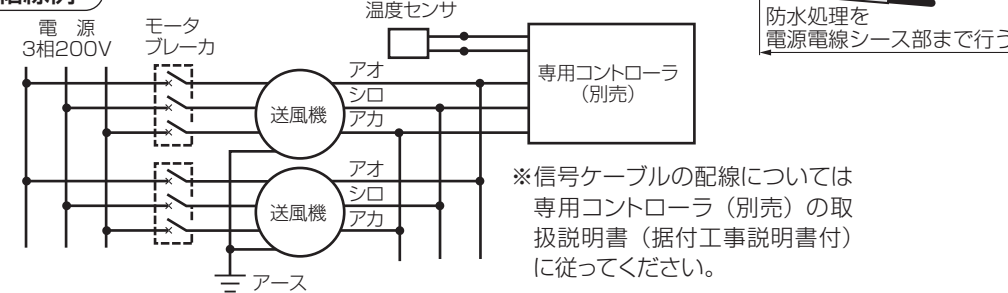 結線例
電　源
3相200V
モータ
ブレーカ
温度センサ
防水処理を
電源電線シース部まで行う
アオ
シロ
アカ
送風機
専用コントローラ
（別売）
アオ
シロ
アカ
送風機
アース
※信号ケーブルの配線については
専用コントローラ（別売）の取
扱説明書（据付工事説明書付）
に従ってください。